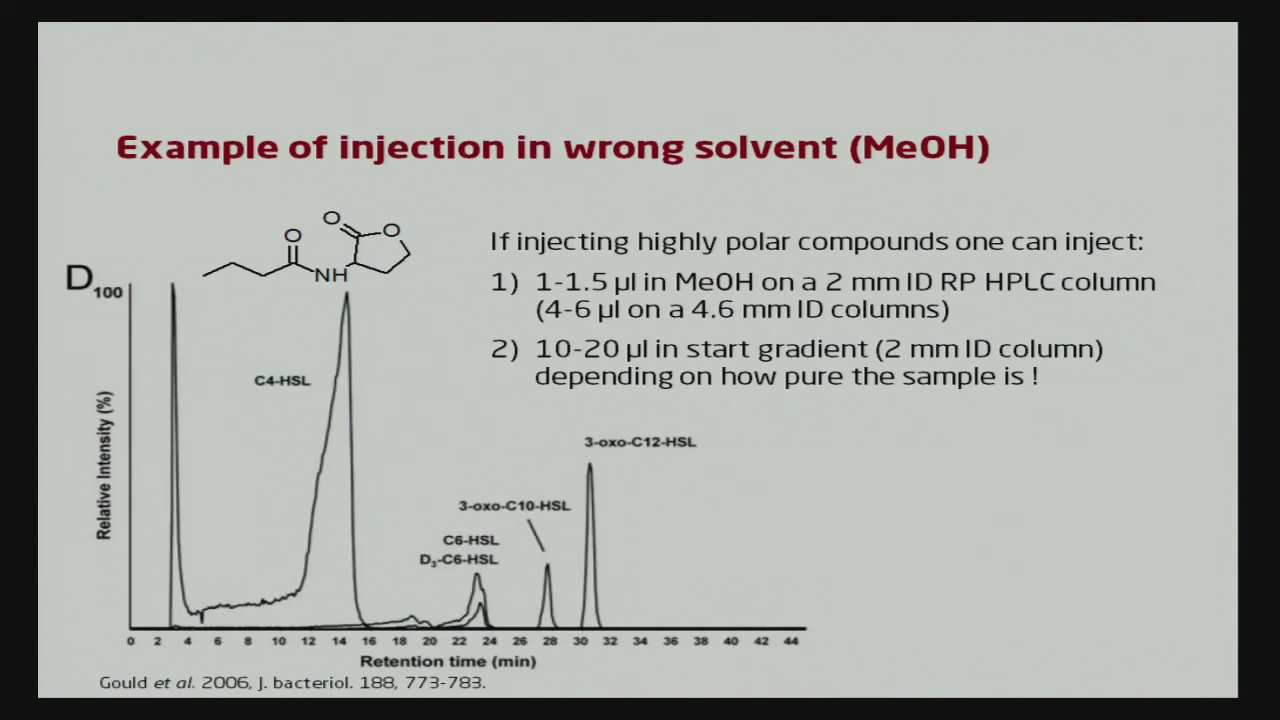 Example of injection in wrong solvent (MeOH)
If injecting highly polar compounds one can inject:
1) 1-1.5 µl in MeOH on a 2 mm ID RP HPLC column
(4-6 µl on a 4.6 mm ID columns)
2) 10-20 µl in start gradient (2 mm ID column)
depending on how pure the sample is !
O
O
O
NH
D
100
C4-HSL
Relative Intensity (%)
3-oxo-C12-HSL
3-oxo-C10-HSL
C6-HSL
D₃-C6-HSL
0 2 4 6 8 10 12 14 16 18 20 22 24 26 28 30 32 34 36 38 40 42 44
Retention time (min)
Gould et al. 2006, J. bacteriol. 188, 773-783.